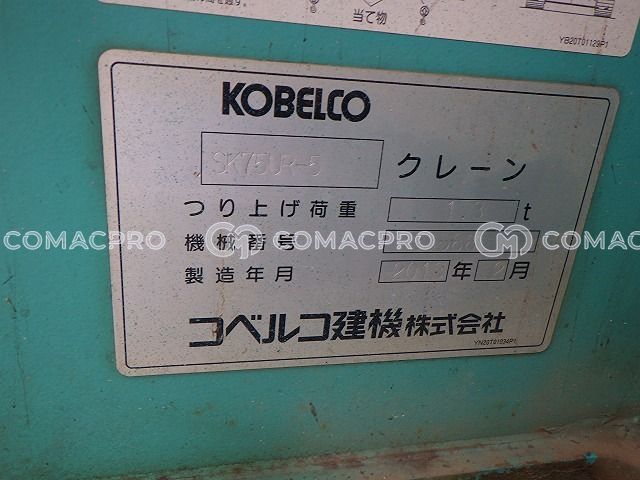 当て物
YB20T01129P1
KOBELCO
SK75UR-5 クレーン
つり上げ荷重 t
COMACPRO COMACPRO COMAC
機械番号
製造年月 年 月
コベルコ建機株式会社
YN20T01034P1